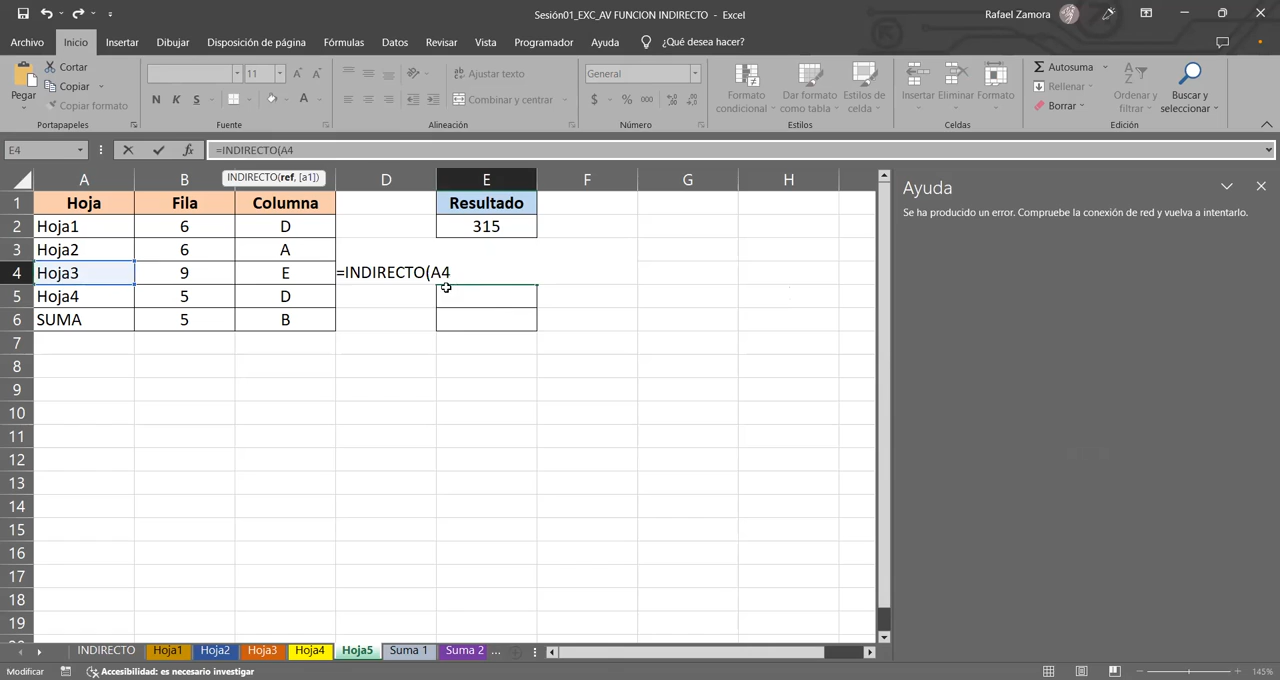 Sesión01_EXC_AV FUNCION INDIRECTO - Excel
Rafael Zamora
Archivo Inicio Insertar Dibujar Disposición de página Fórmulas Datos Revisar Vista Programador Ayuda ¿Qué desea hacer?
Pegar
Cortar
Copiar
Copiar formato
Portapapeles
11
N K S
Fuente
Ajustar texto
Combinar y centrar
Alineación
General
$ % 000
Número
Formato condicional
Dar formato como tabla
Estilos de celda
Estilos
Insertar Eliminar Formato
Celdas
Autosuma
Rellenar
Borrar
Ordenar y filtrar
Buscar y seleccionar
Edición
E4 fx =INDIRECTO(A4
INDIRECTO(ref, [a1])
A B D E F G H
1 Hoja Fila Columna Resultado
2 Hoja1 6 D 315
3 Hoja2 6 A
4 Hoja3 9 E =INDIRECTO(A4
5 Hoja4 5 D
6 SUMA 5 B
7
8
9
10
11
12
13
14
15
16
17
18
19
Ayuda
Se ha producido un error. Compruebe la conexión de red y vuelva a intentarlo.
INDIRECTO Hoja1 Hoja2 Hoja3 Hoja4 Hoja5 Suma 1 Suma 2 ...
Modificar Accesibilidad: es necesario investigar 145%